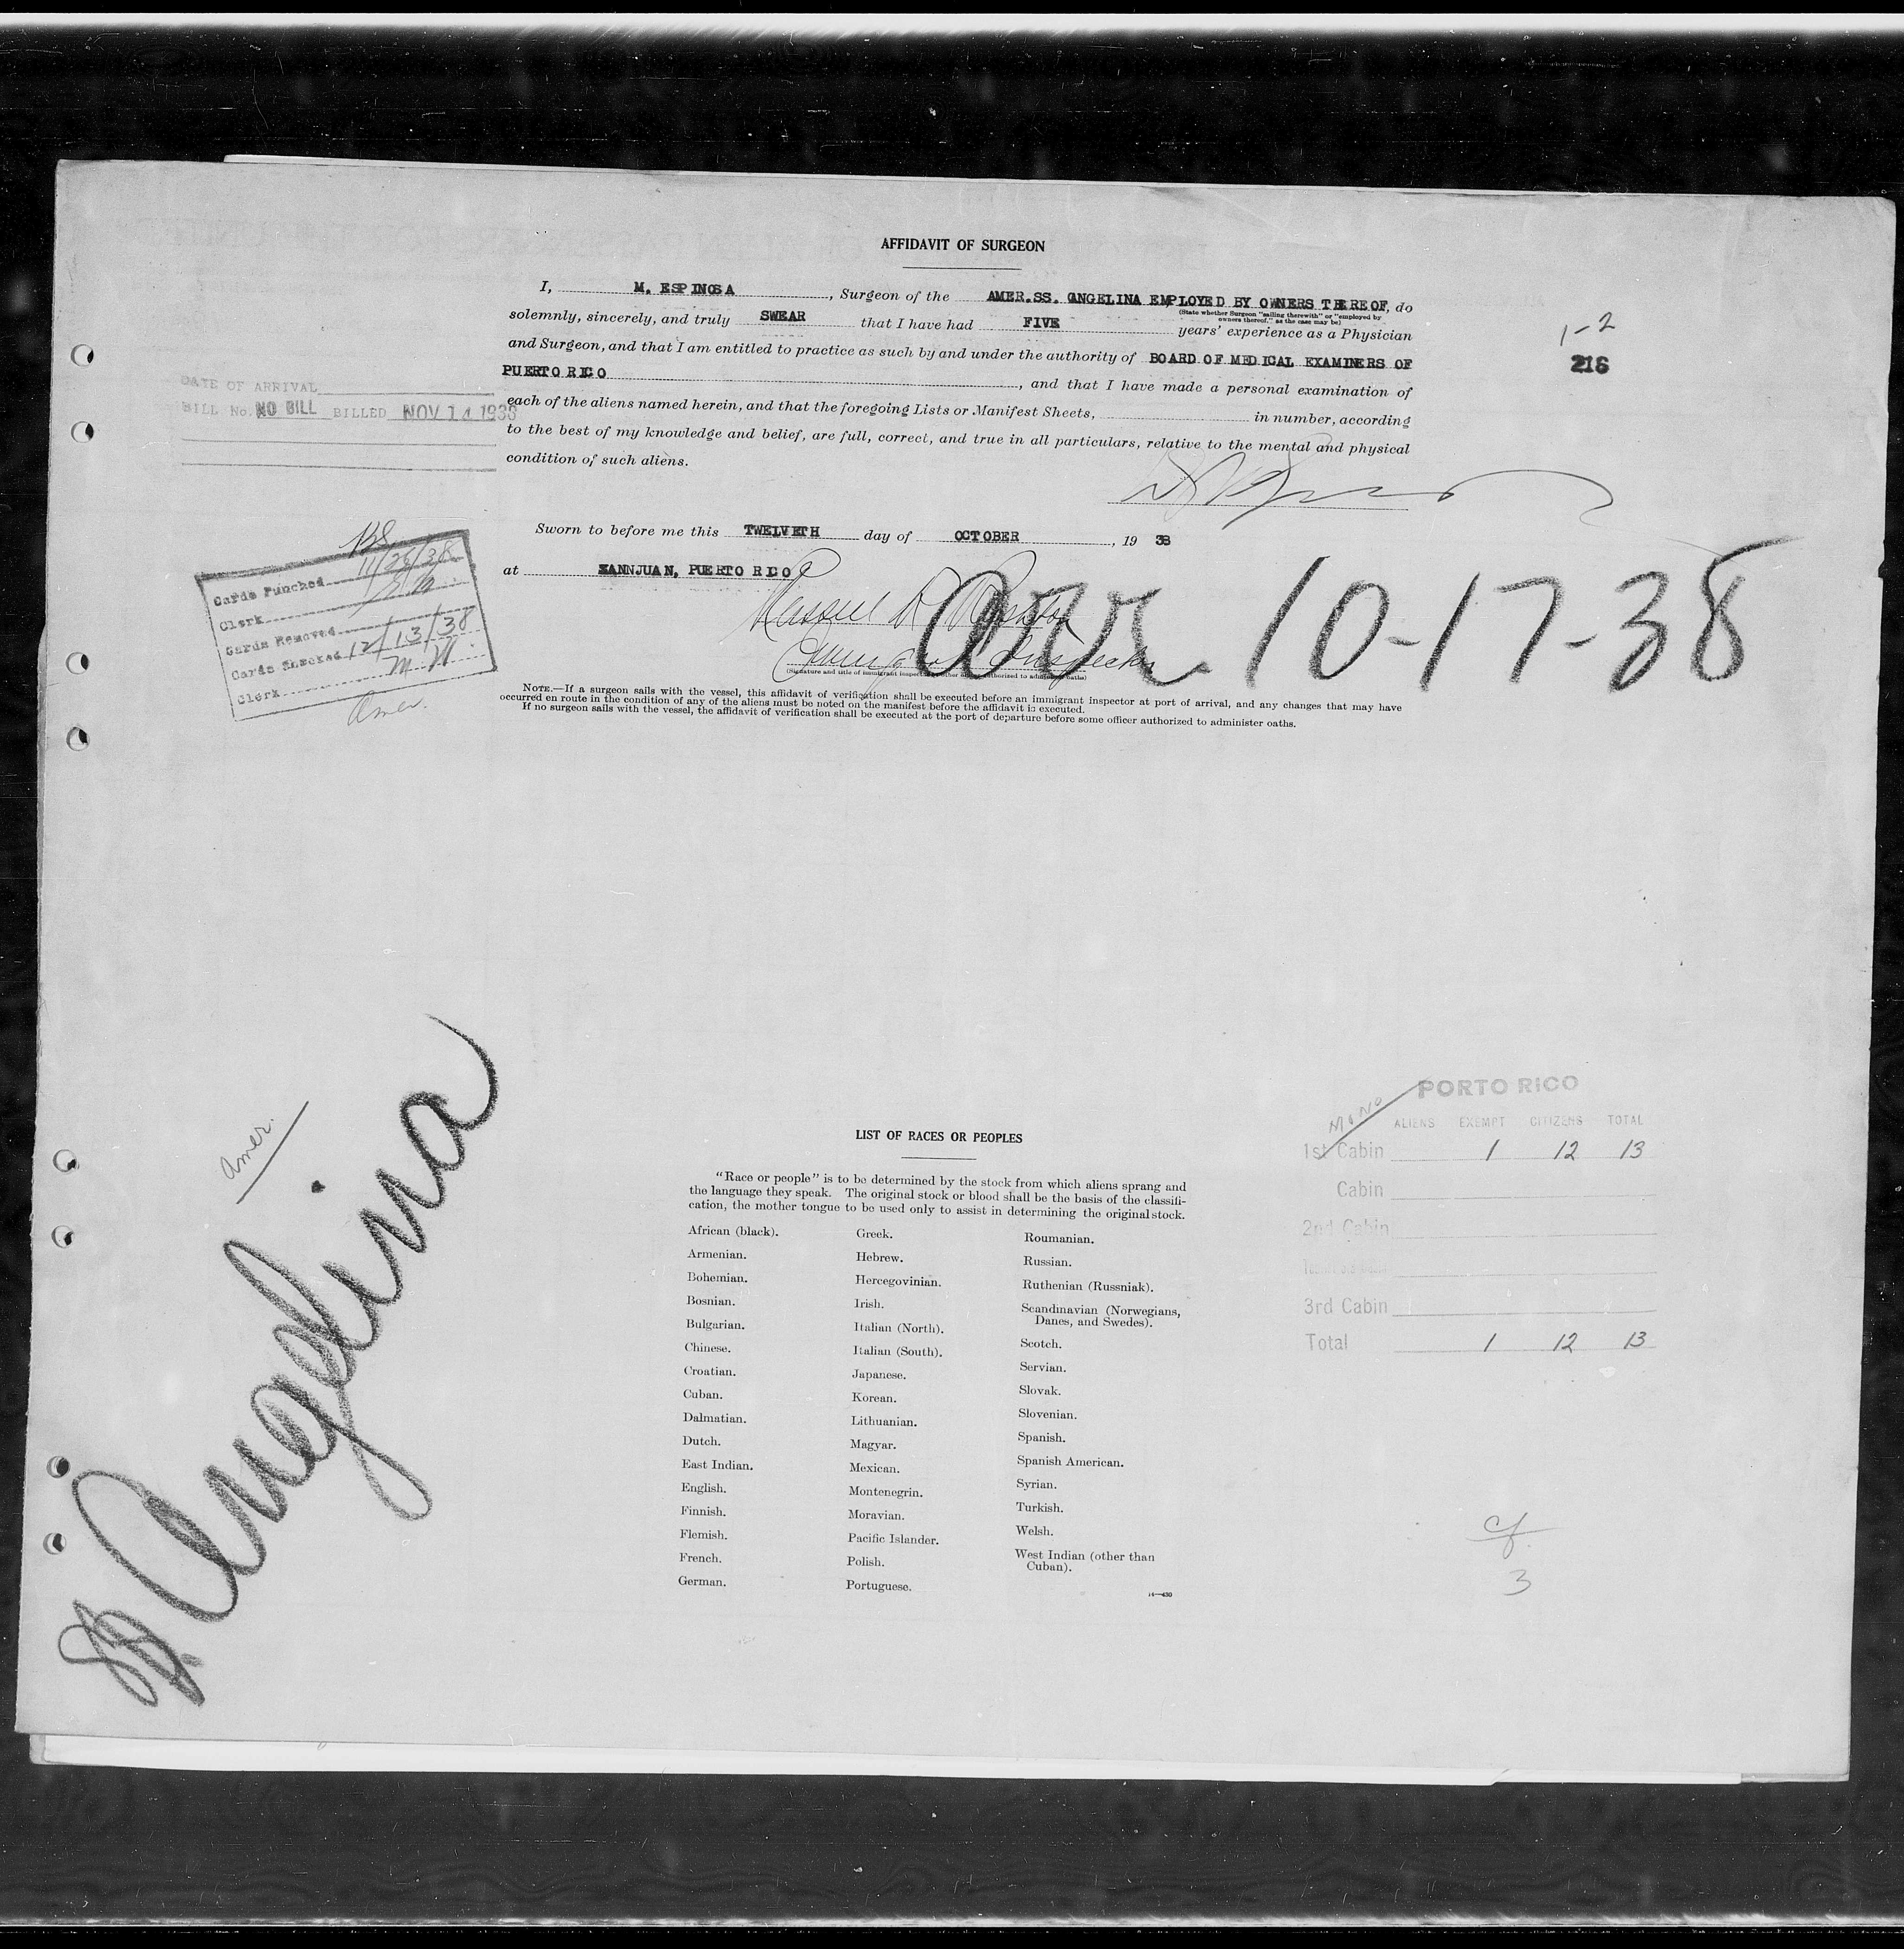 AFFIDAVIT OF SURGEON
I, M. ESPINOSA, Surgeon of the AMER.SS. ANGELINA EMPLOYED BY OWNERS THEREOF, do
(State whether Surgeon "sailing therewith" or "employed by
owners thereof," as the case may be)
solemnly, sincerely, and truly SWEAR that I have had FIVE years' experience as a Physician
and Surgeon, and that I am entitled to practice as such by and under the authority of BOARD OF MEDICAL EXAMINERS OF
PUERTO RICO, and that I have made a personal examination of
each of the aliens named herein, and that the foregoing Lists or Manifest Sheets, in number, according
to the best of my knowledge and belief, are full, correct, and true in all particulars, relative to the mental and physical
condition of such aliens.
1-2
216
DATE OF ARRIVAL
BILL No. NO BILL BILLED NOV 14 1938
Sworn to before me this TWELVETH day of OCTOBER, 19 38
at SANNJUAN, PUERTO RICO
Russel
Immigrant Inspector
(Signature and title of immigrant inspector or other officer authorized to administer oaths)
arr. 10-17-38
Cards Punched 11/26/38
Clerk
Cards Removed
Cards Checked 12/13/38
Clerk M.M.
Amer.
NOTE.—If a surgeon sails with the vessel, this affidavit of verification shall be executed before an immigrant inspector at port of arrival, and any changes that may have
occurred en route in the condition of any of the aliens must be noted on the manifest before the affidavit is executed.
If no surgeon sails with the vessel, the affidavit of verification shall be executed at the port of departure before some officer authorized to administer oaths.
Amer.
SS. Angelina
LIST OF RACES OR PEOPLES
"Race or people" is to be determined by the stock from which aliens sprang and
the language they speak. The original stock or blood shall be the basis of the classifi-
cation, the mother tongue to be used only to assist in determining the original stock.
African (black).
Armenian.
Bohemian.
Bosnian.
Bulgarian.
Chinese.
Croatian.
Cuban.
Dalmatian.
Dutch.
East Indian.
English.
Finnish.
Flemish.
French.
German.
Greek.
Hebrew.
Hercegovinian.
Irish.
Italian (North).
Italian (South).
Japanese.
Korean.
Lithuanian.
Magyar.
Mexican.
Montenegrin.
Moravian.
Pacific Islander.
Polish.
Portuguese.
Roumanian.
Russian.
Ruthenian (Russniak).
Scandinavian (Norwegians,
Danes, and Swedes).
Scotch.
Servian.
Slovak.
Slovenian.
Spanish.
Spanish American.
Syrian.
Turkish.
Welsh.
West Indian (other than
Cuban).
14—430
PORTO RICO
MONO
ALIENS EXEMPT CITIZENS TOTAL
1st Cabin 1 12 13
Cabin
2nd Cabin
3rd Cabin
Total 1 12 13
3